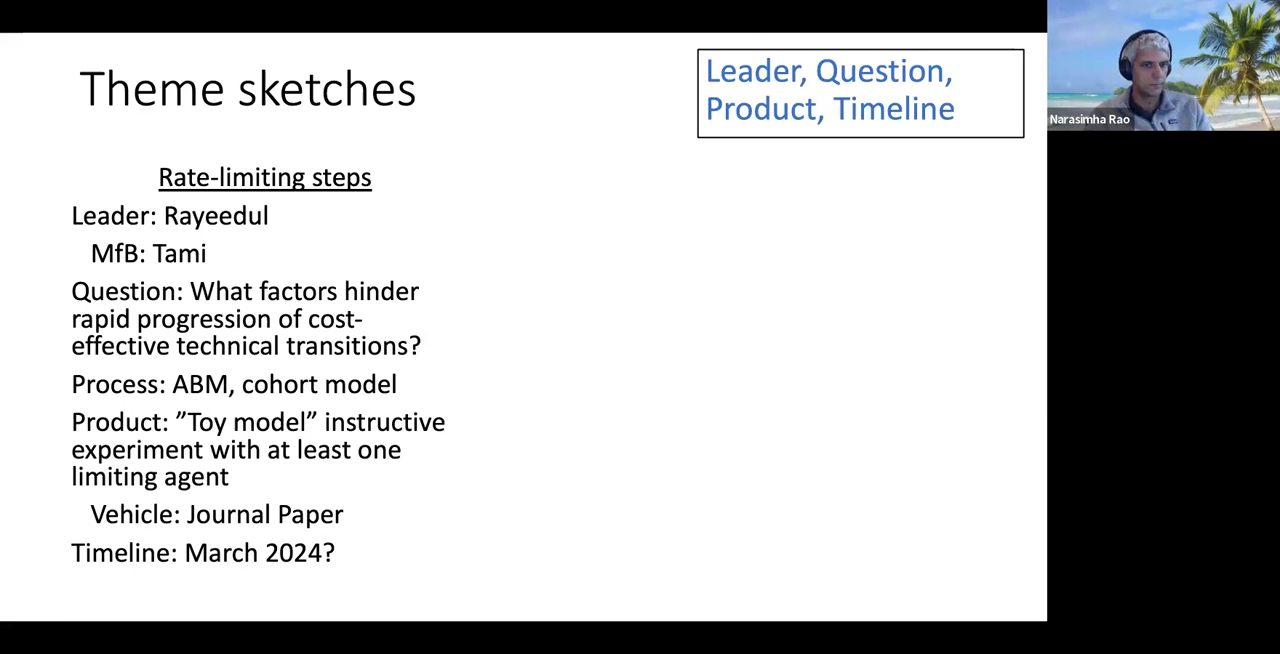 Theme sketches
Leader, Question,
Product, Timeline
Narasimha Rao
Rate-limiting steps
Leader: Rayeedul
MfB: Tami
Question: What factors hinder
rapid progression of cost-
effective technical transitions?
Process: ABM, cohort model
Product: ”Toy model” instructive
experiment with at least one
limiting agent
Vehicle: Journal Paper
Timeline: March 2024?